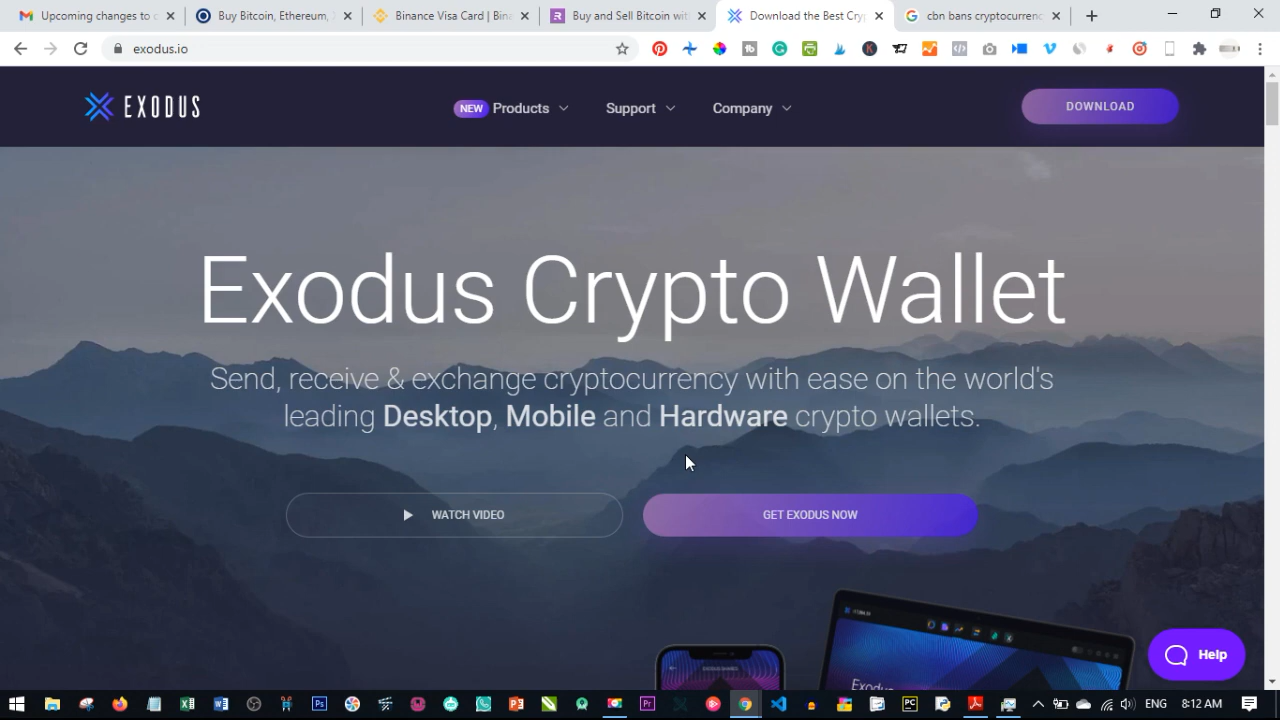 Upcoming changes to c
Buy Bitcoin, Ethereum,
Binance Visa Card | Bin
Buy and Sell Bitcoin wit
Download the Best Cry
cbn bans cryptocurrenc
exodus.io
EXODUS
NEW Products
Support
Company
DOWNLOAD
Exodus Crypto Wallet
Send, receive & exchange cryptocurrency with ease on the world's
leading Desktop, Mobile and Hardware crypto wallets.
WATCH VIDEO
GET EXODUS NOW
Exodus
Help
ENG
8:12 AM